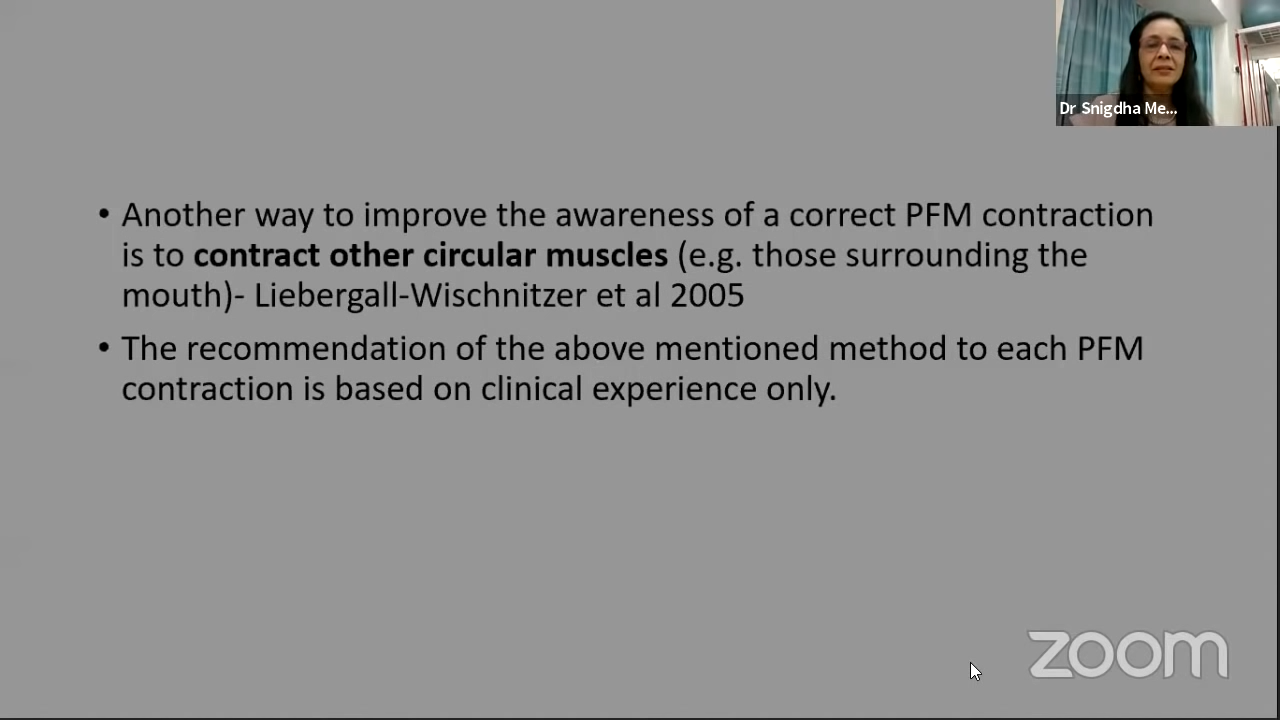 Dr Snigdha Me...
• Another way to improve the awareness of a correct PFM contraction
is to contract other circular muscles (e.g. those surrounding the
mouth)- Liebergall-Wischnitzer et al 2005
• The recommendation of the above mentioned method to each PFM
contraction is based on clinical experience only.
zoom